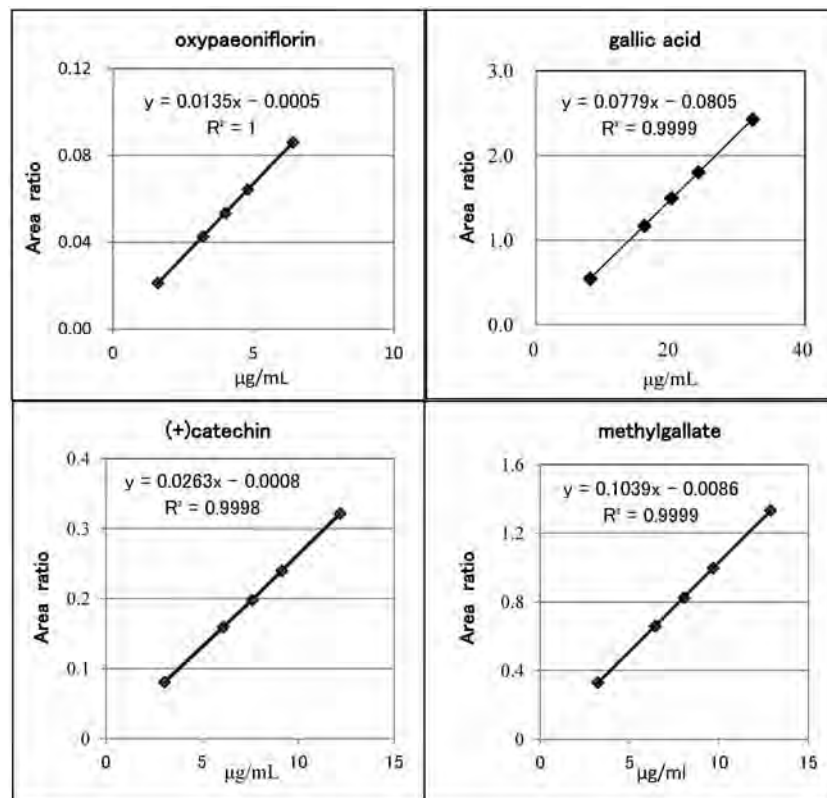 oxypaeoniflorin
0.12
y = 0.0135x − 0.0005
R² = 1
0.08
Area ratio
0.04
0.00
0
5
10
µg/mL
gallic acid
3.0
y = 0.0779x − 0.0805
R² = 0.9999
2.0
Area ratio
1.0
0.0
0
20
40
µg/mL
(+)catechin
0.4
y = 0.0263x − 0.0008
R² = 0.9998
0.3
Area ratio
0.2
0.1
0
0
5
10
15
µg/mL
methylgallate
1.6
y = 0.1039x − 0.0086
R² = 0.9999
1.2
Area ratio
0.8
0.4
0
0
5
10
15
µg/ml